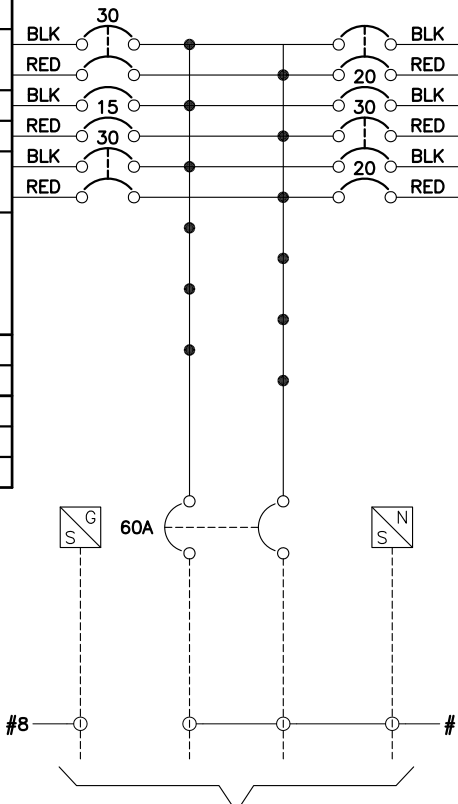 30
BLK BLK
RED 20 RED
BLK 15 30 BLK
RED RED
30
BLK 20 BLK
RED RED
G
S
60A
N
S
#8
#